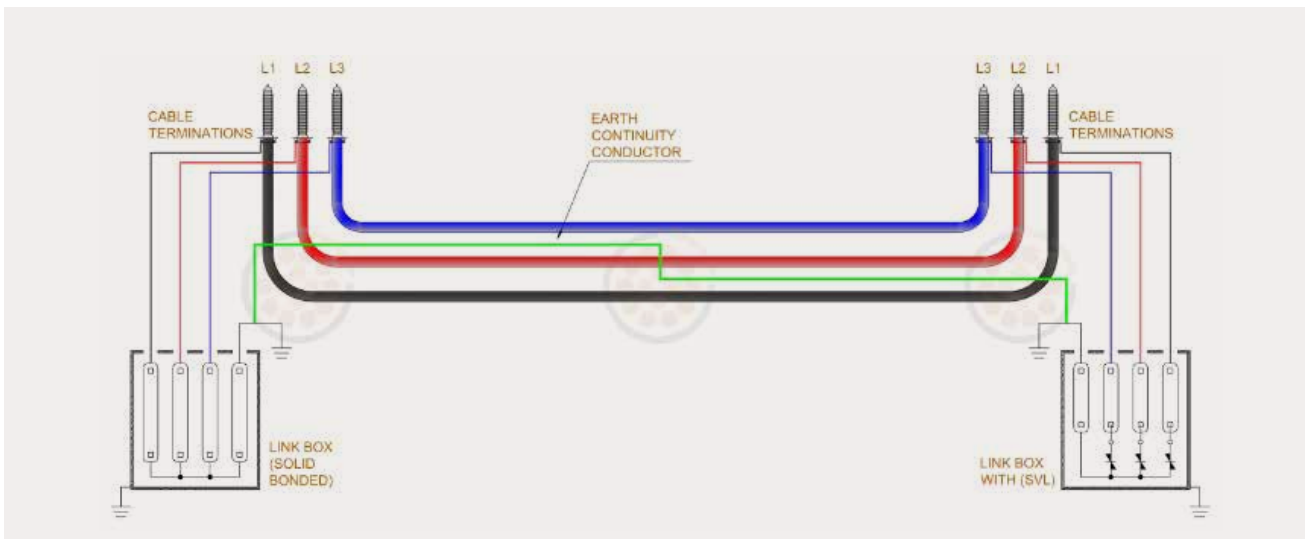 L1 L2 L3
L3 L2 L1
CABLE
TERMINATIONS
EARTH
CONTINUITY
CONDUCTOR
CABLE
TERMINATIONS
LINK BOX
(SOLID
BONDED)
LINK BOX
WITH (SVL)